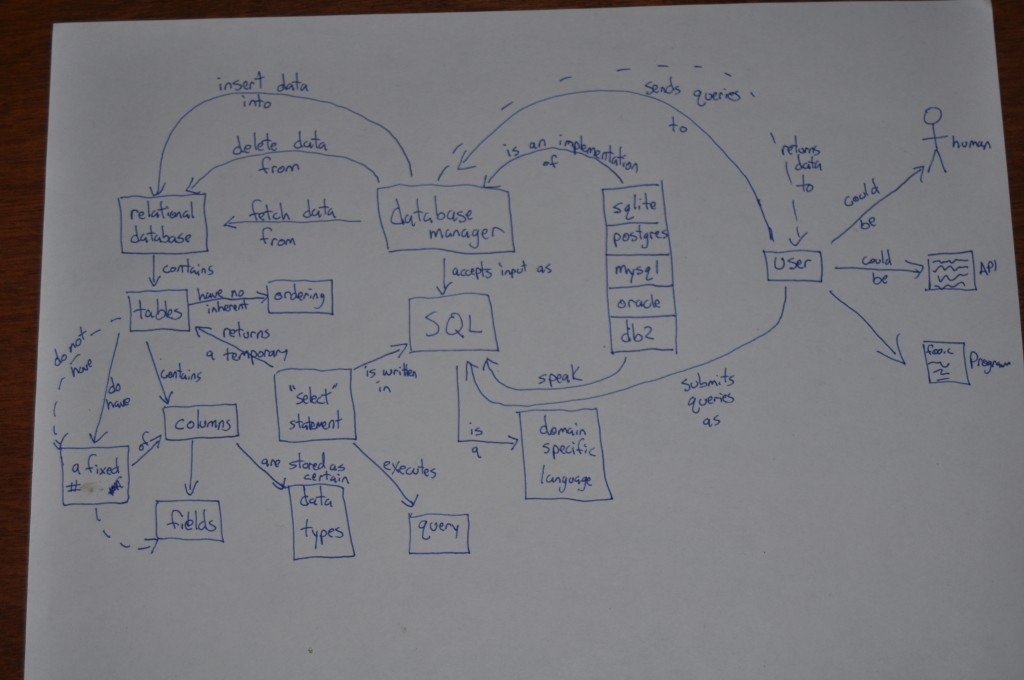 insert data
into
sends queries
to
delete data
from
is an implementation
of
returns
data
to
human
could
be
relational
database
fetch data
from
database
manager
sqlite
postgres
mysql
oracle
db2
user
could
be
API
contains
accepts input as
tables
have no
inherent
ordering
SQL
returns
a temporary
is written
in
do not
have
do
have
contains
speak
submits
queries
as
foo.c
Program
"select"
statement
columns
is
a
domain
specific
language
of
a fixed
#
are stored as
certain
executes
data
types
fields
query